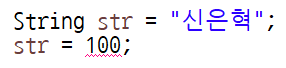 String str = "신은혁";
str = 100;